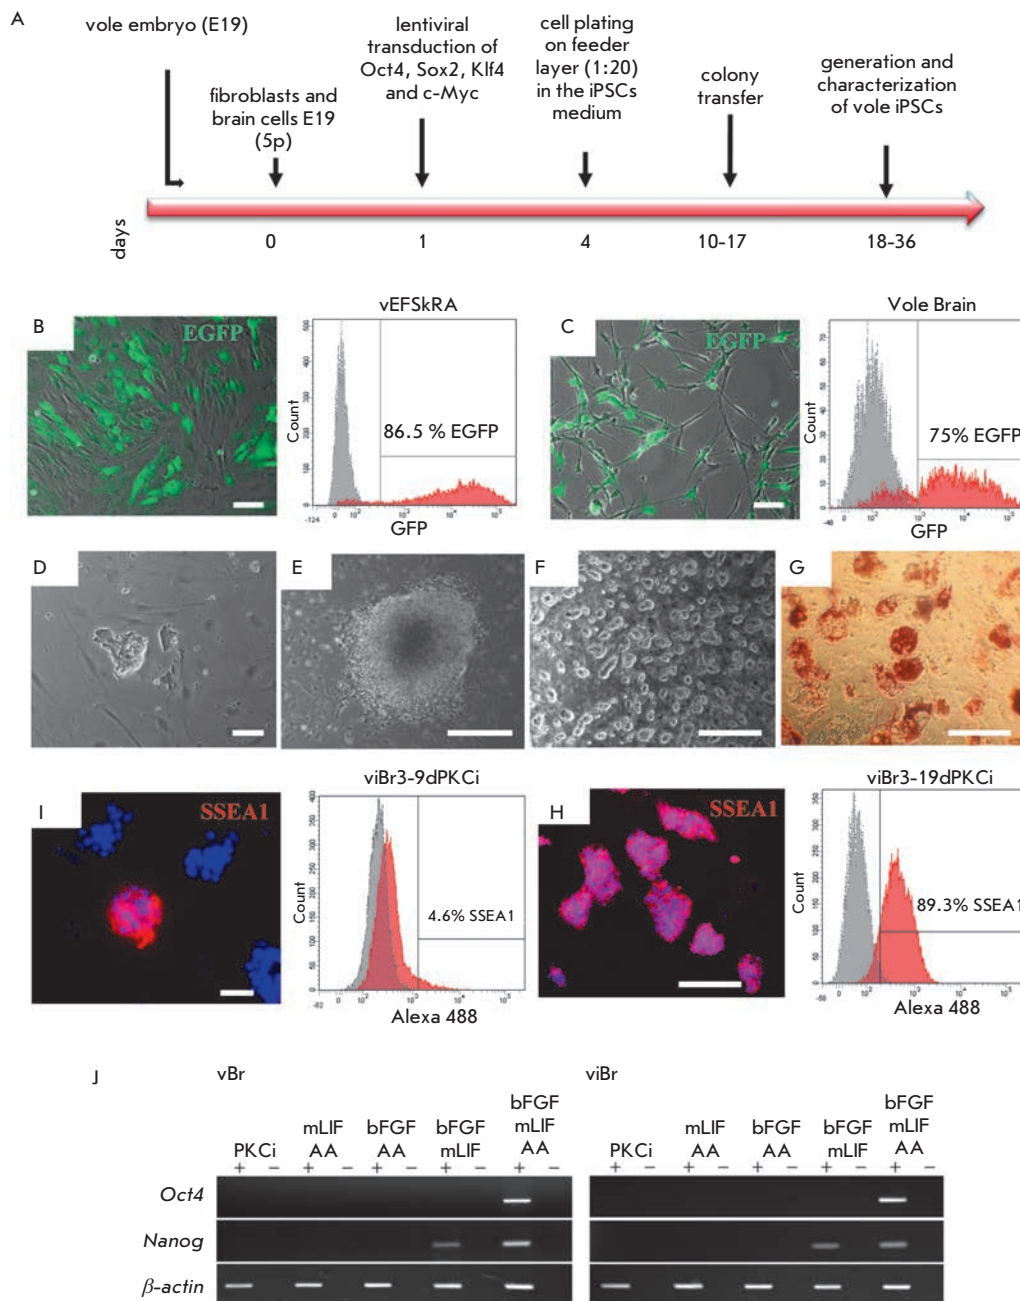 A
vole embryo (E19)
fibroblasts and
brain cells E19
(5p)
lentiviral
transduction of
Oct4, Sox2, Klf4
and c-Myc
cell plating
on feeder
layer (1:20)
in the iPSCs
medium
colony
transfer
generation and
characterization
of vole iPSCs
days
0
1
4
10-17
18-36
B
EGFP
vEFSkRA
Count
86.5 % EGFP
GFP
C
EGFP
Vole Brain
Count
75% EGFP
GFP
D
E
F
G
I
SSEA1
viBr3-9dPKCi
Count
4.6% SSEA1
Alexa 488
H
SSEA1
viBr3-19dPKCi
Count
89.3% SSEA1
Alexa 488
J
vBr
viBr
PKCi
mLIF
AA
bFGF
AA
bFGF
mLIF
bFGF
mLIF
AA
PKCi
mLIF
AA
bFGF
AA
bFGF
mLIF
bFGF
mLIF
AA
+ − + − + − + − + −
+ − + − + − + − + −
Oct4
Nanog
β-actin